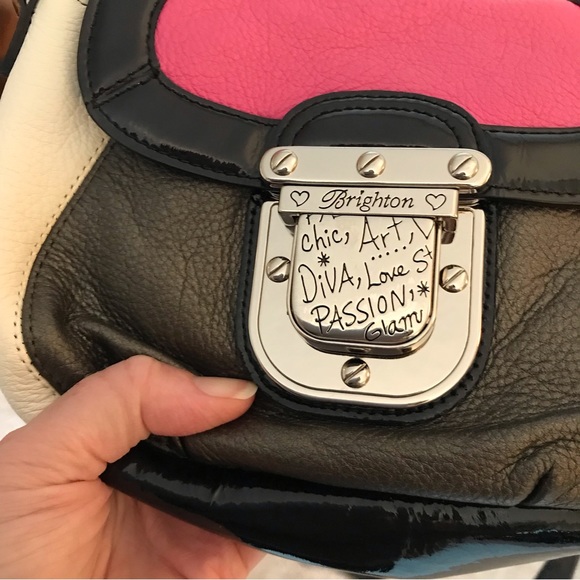 ♡ Brighton ♡
chic, Art,
* DiVA, Love
PASSION, *
Glam